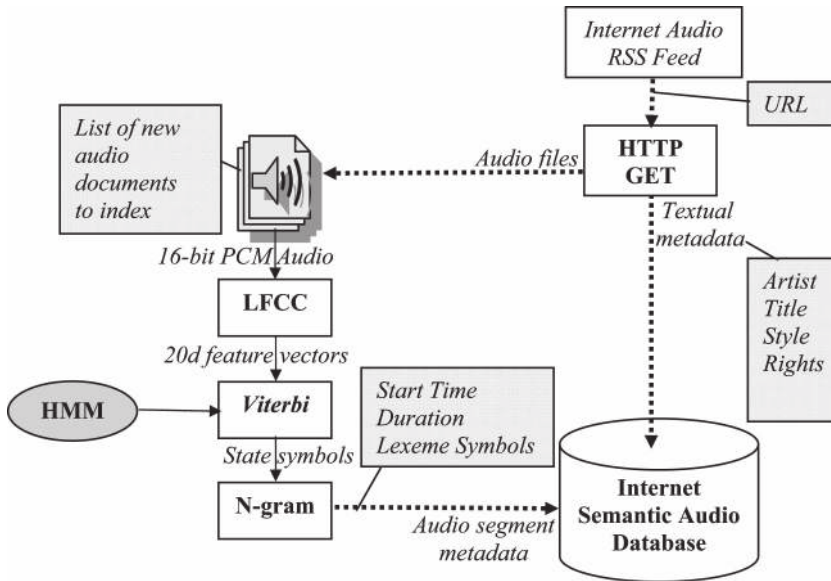 Internet Audio
RSS Feed
URL
HTTP
GET
Audio files
List of new
audio
documents
to index
Textual
metadata
Artist
Title
Style
Rights
16-bit PCM Audio
LFCC
20d feature vectors
HMM
Viterbi
Start Time
Duration
Lexeme Symbols
State symbols
N-gram
Audio segment
metadata
Internet
Semantic Audio
Database